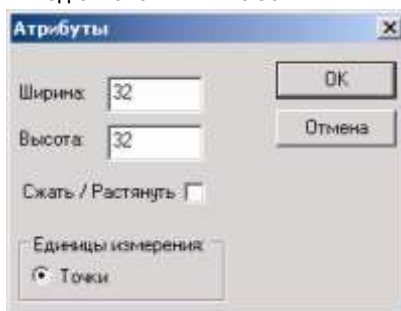 Атрибуты
Ширина: 32
OK
Высота: 32
Отмена
Сжать / Растянуть
Единицы измерения:
Точки